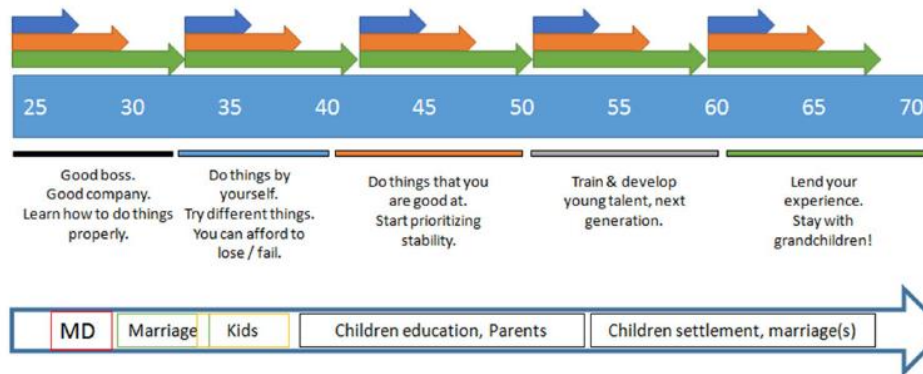 25 30 35 40 45 50 55 60 65 70
Good boss.
Good company.
Learn how to do things
properly.
Do things by
yourself.
Try different things.
You can afford to
lose / fail.
Do things that you
are good at.
Start prioritizing
stability.
Train & develop
young talent, next
generation.
Lend your
experience.
Stay with
grandchildren!
MD
Marriage
Kids
Children education, Parents
Children settlement, marriage(s)